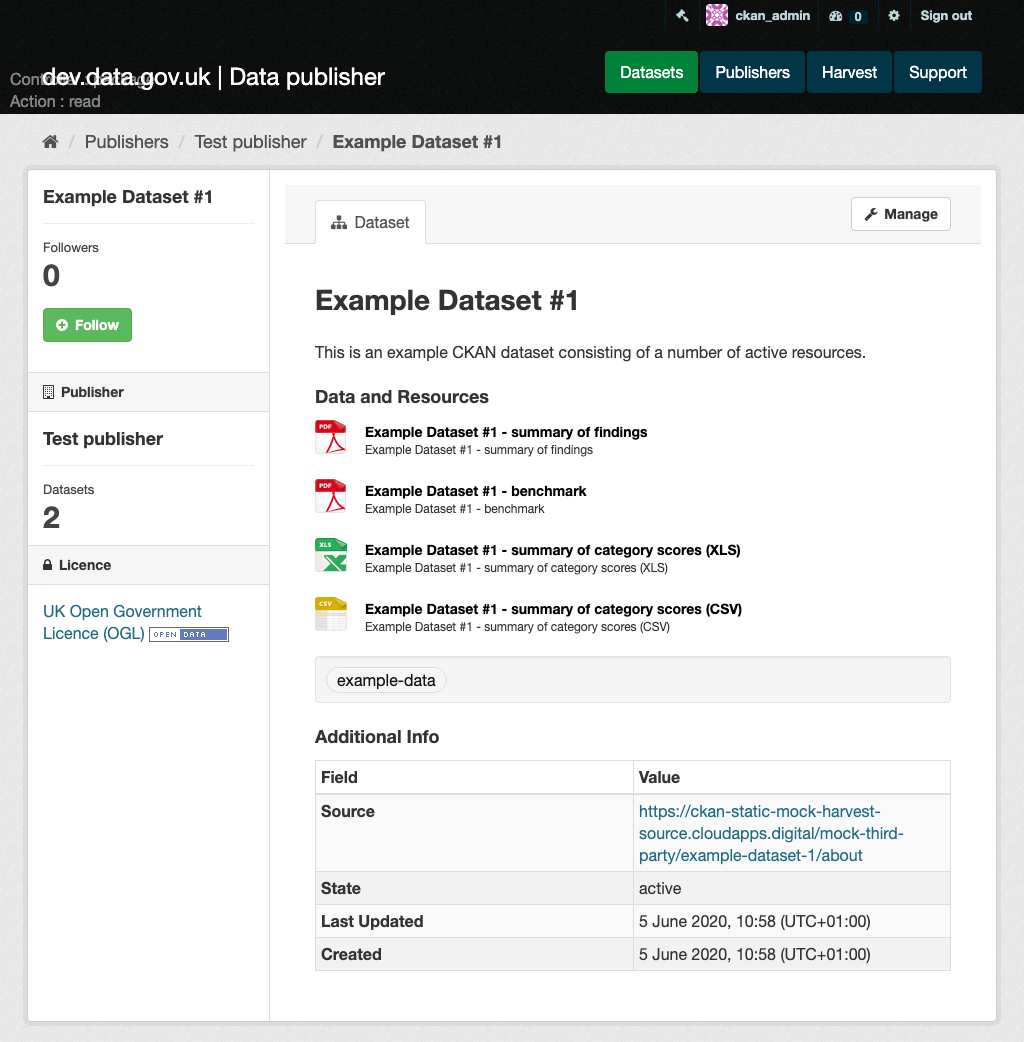 ckan_admin 0 Sign out
dev.data.gov.uk | Data publisher
Datasets Publishers Harvest Support
Action : read
/ Publishers / Test publisher / Example Dataset #1
Example Dataset #1
Followers
0
Follow
Publisher
Test publisher
Datasets
2
Licence
UK Open Government
Licence (OGL) OPEN DATA
Dataset
Manage
Example Dataset #1
This is an example CKAN dataset consisting of a number of active resources.
Data and Resources
PDF
Example Dataset #1 - summary of findings
Example Dataset #1 - summary of findings
PDF
Example Dataset #1 - benchmark
Example Dataset #1 - benchmark
XLS
Example Dataset #1 - summary of category scores (XLS)
Example Dataset #1 - summary of category scores (XLS)
CSV
Example Dataset #1 - summary of category scores (CSV)
Example Dataset #1 - summary of category scores (CSV)
example-data
Additional Info
Field Value
Source https://ckan-static-mock-harvest-
source.cloudapps.digital/mock-third-
party/example-dataset-1/about
State active
Last Updated 5 June 2020, 10:58 (UTC+01:00)
Created 5 June 2020, 10:58 (UTC+01:00)